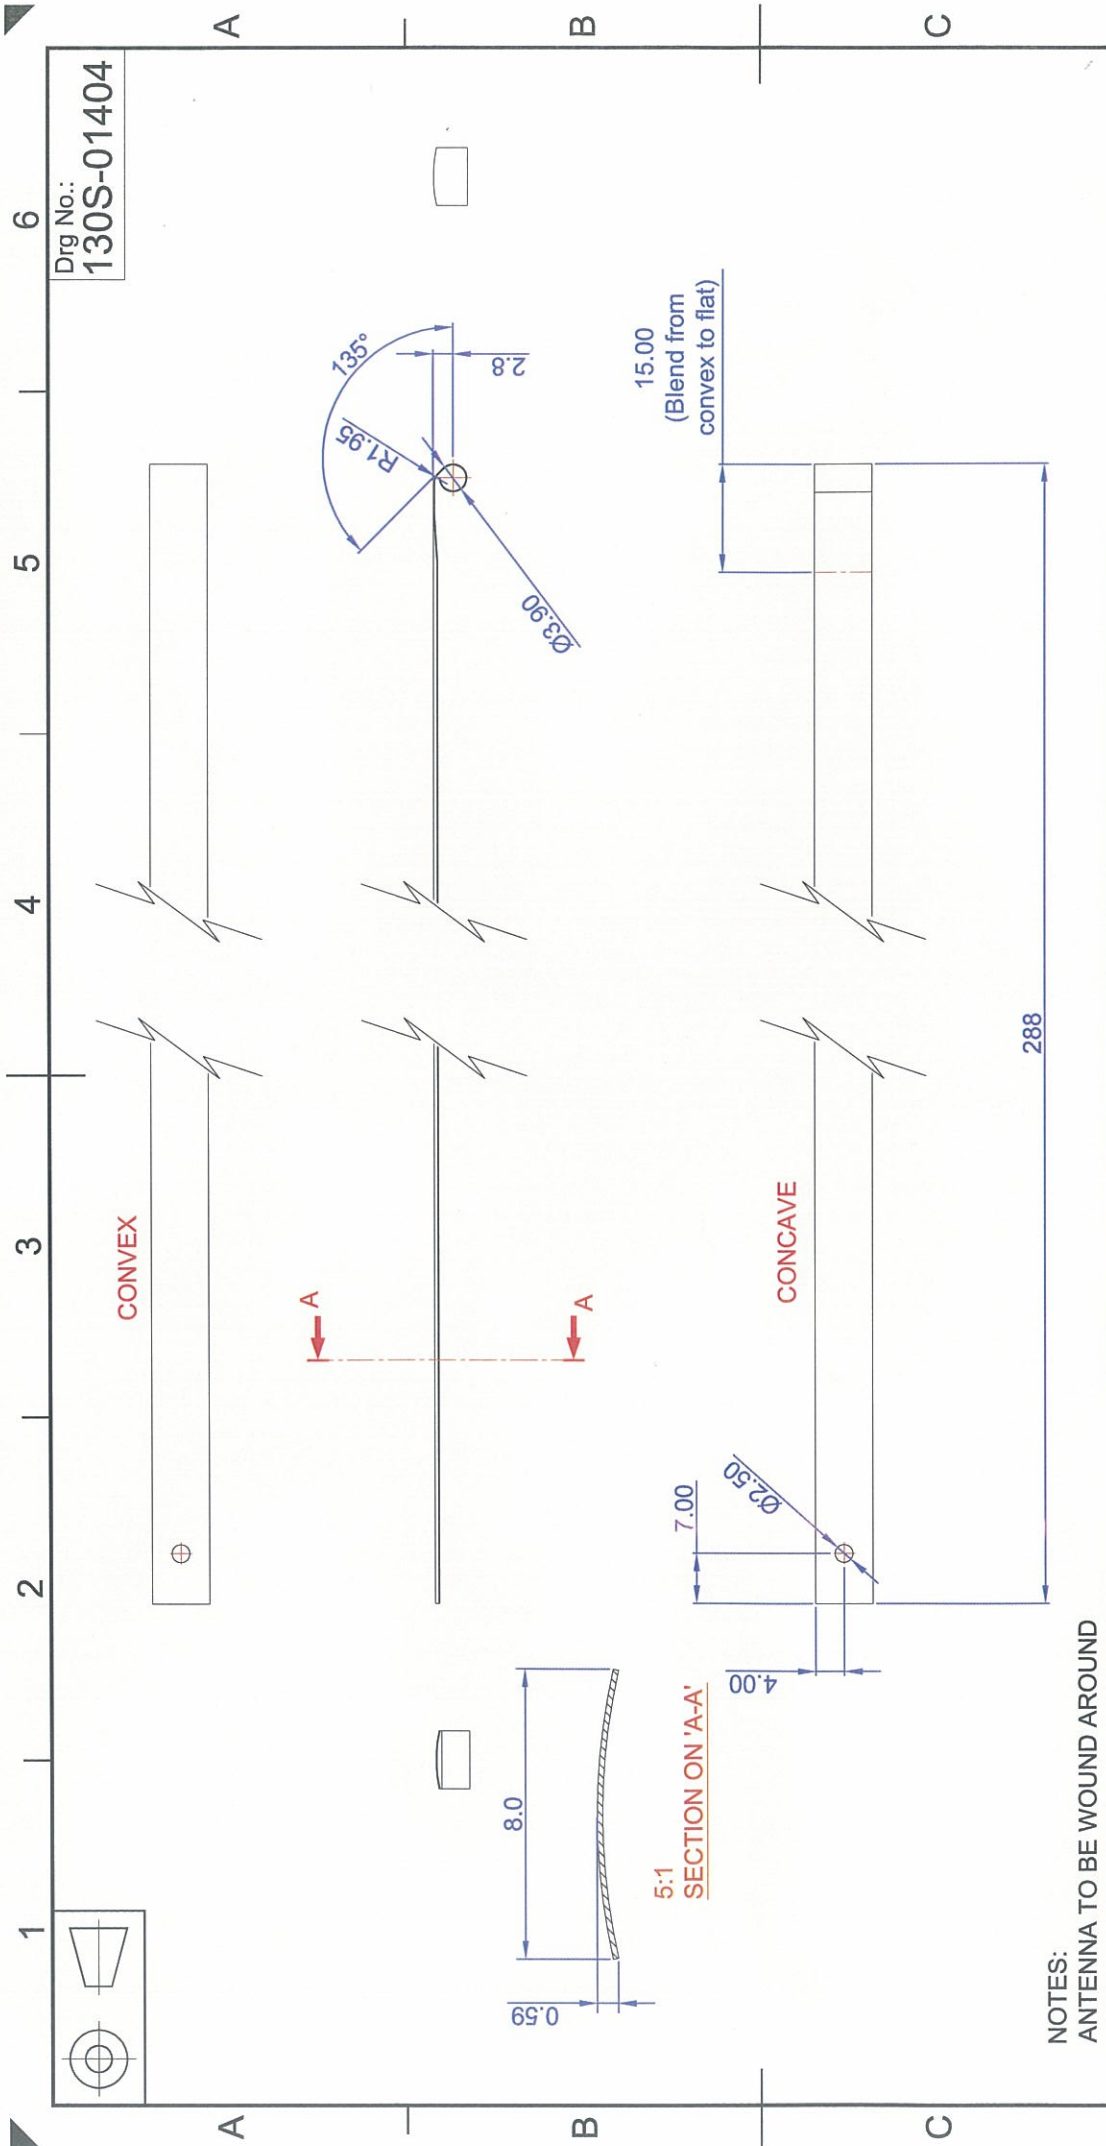 1
2
3
4
5
6
A
B
C
A
B
C
Drg No.:
130S-01404
CONVEX
A
A
135°
R1.95
2.8
Ø3.90
8.0
0.59
5:1
SECTION ON 'A-A'
CONCAVE
7.00
Ø2.50
4.00
15.00
(Blend from
convex to flat)
288
NOTES:
ANTENNA TO BE WOUND AROUND